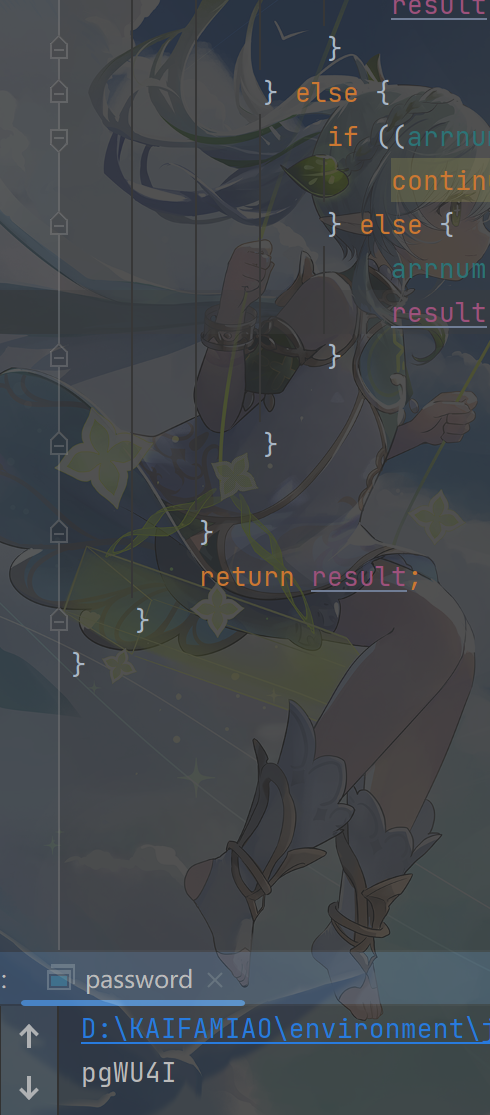 result
}
} else {
if ((arrnu
contin
} else {
arrnum
result
}
}
}
return result;
}
}
: password ×
D:\KAIFAMIAO\environment\
pgWU4I